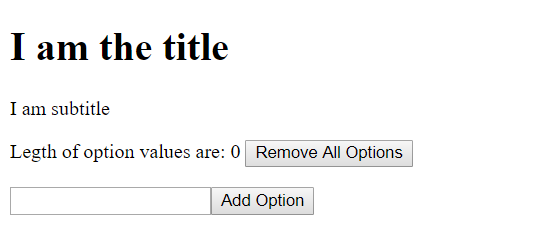 I am the title
I am subtitle
Legth of option values are: 0 Remove All Options
Add Option